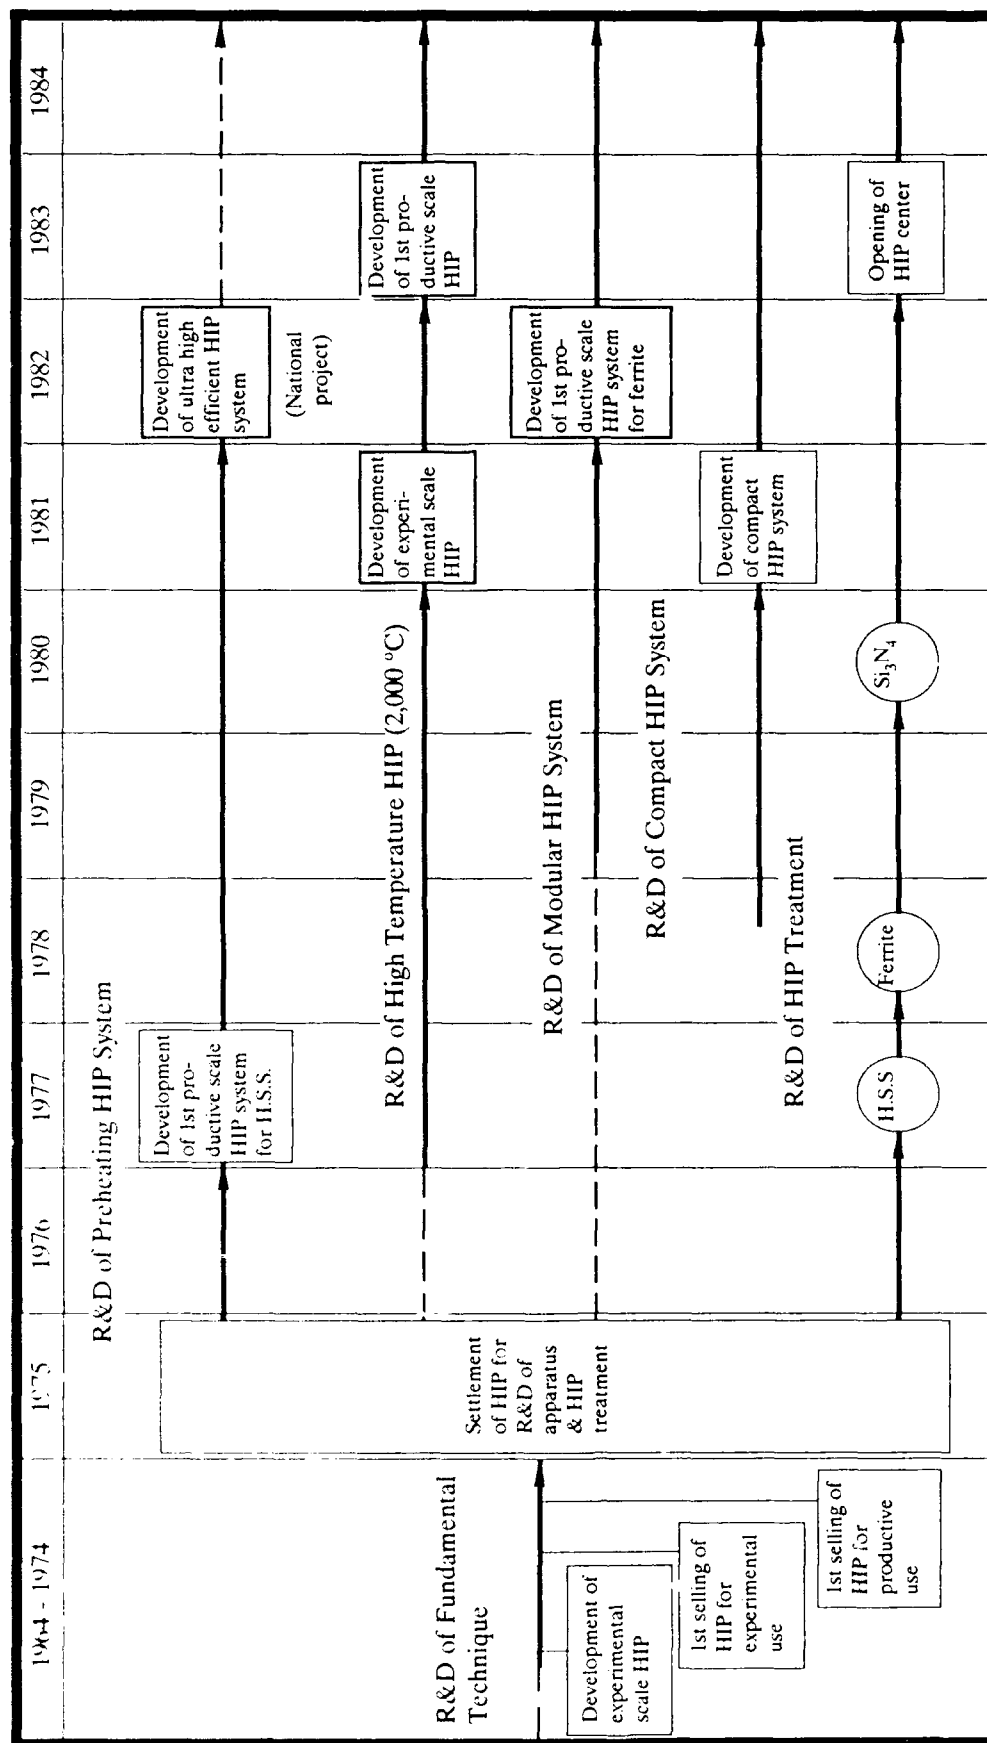 1964 - 1974
1975
1976
1977
1978
1979
1980
1981
1982
1983
1984
R&D of Preheating HIP System
Development
of 1st pro-
ductive scale
HIP system
for H.S.S.
Development
of ultra high
efficient HIP
system
(National
project)
R&D of High Temperature HIP (2,000 °C)
Development
of experi-
mental scale
HIP
Development
of 1st pro-
ductive scale
HIP
R&D of Fundamental
Technique
Settlement
of HIP for
R&D of
apparatus
& HIP
treatment
R&D of Modular HIP System
Development
of 1st pro-
ductive scale
HIP system
for ferrite
Development of
experimental
scale HIP
R&D of Compact HIP System
Development
of compact
HIP system
1st selling of
HIP for
experimental
use
R&D of HIP Treatment
1st selling of
HIP for
productive
use
H.S.S
Ferrite
Si₃N₄
Opening of
HIP center